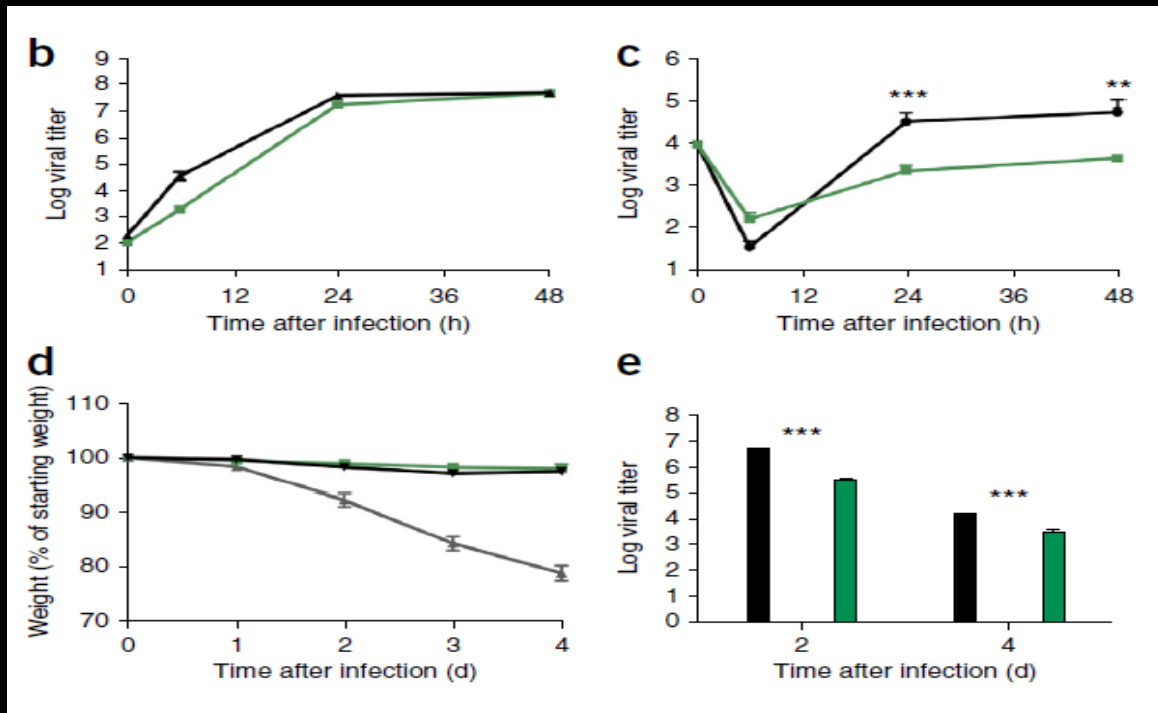 b
9
8
7
6
5
4
3
2
1
Log viral titer
0 12 24 36 48
Time after infection (h)
c
6
5
4
3
2
1
Log viral titer
***
**
0 12 24 36 48
Time after infection (h)
d
110
100
90
80
70
Weight (% of starting weight)
0 1 2 3 4
Time after infection (d)
e
8
7
6
5
4
3
2
1
0
Log viral titer
***
***
2 4
Time after infection (d)